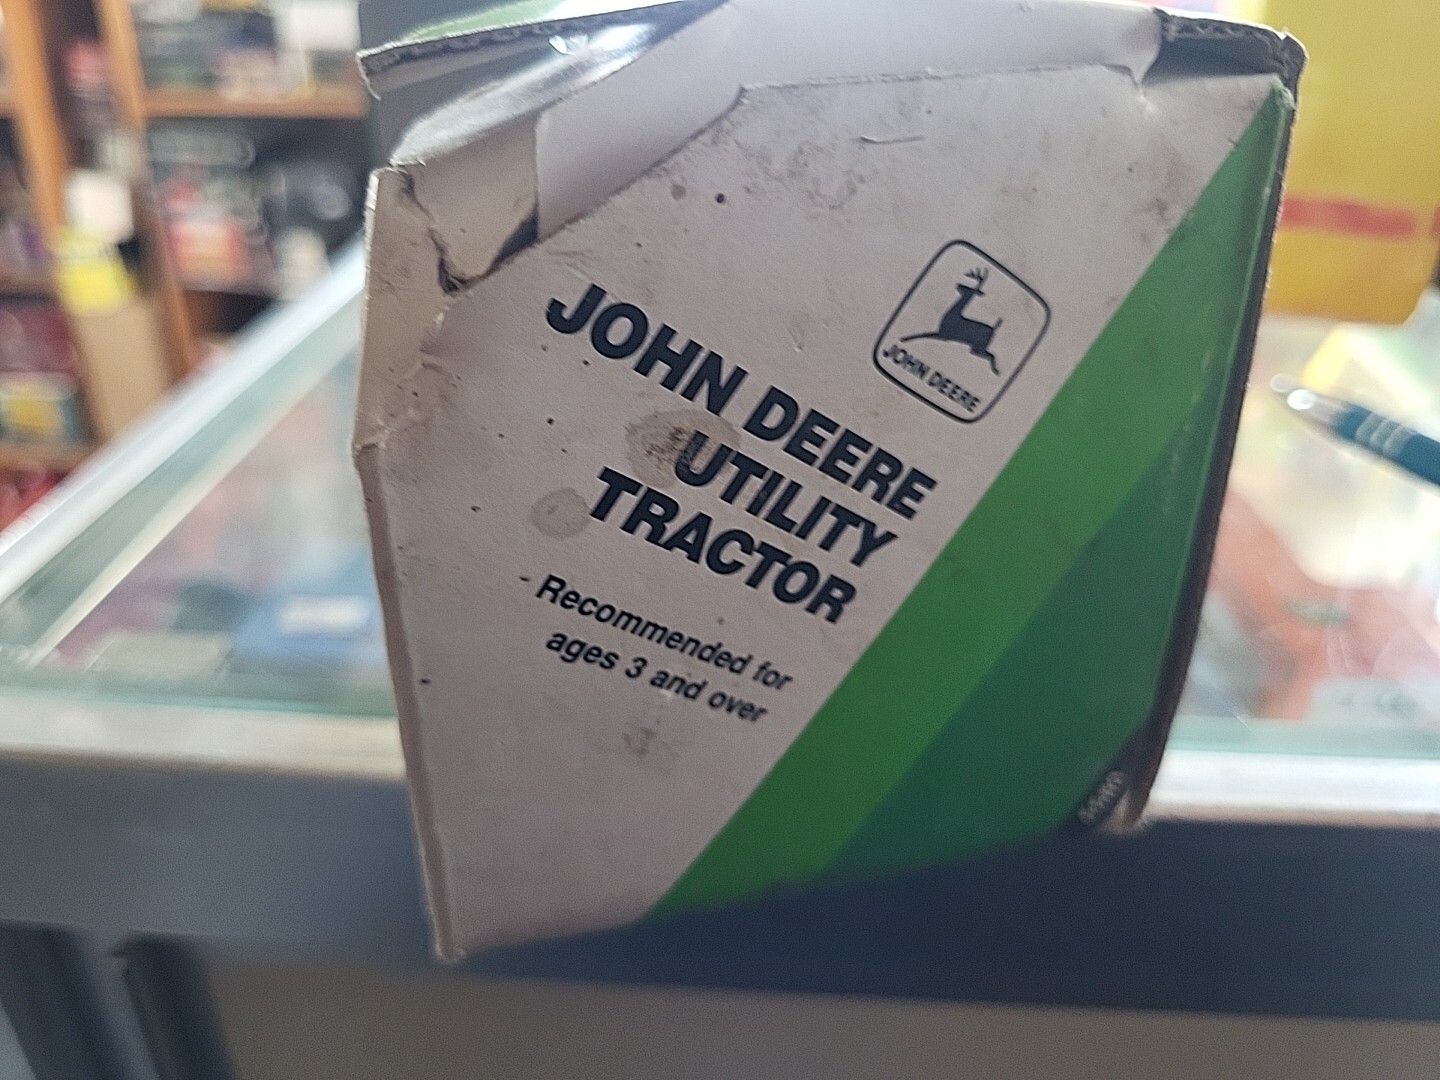 JOHN DEERE
JOHN DEERE
UTILITY
TRACTOR
Recommended for
ages 3 and over